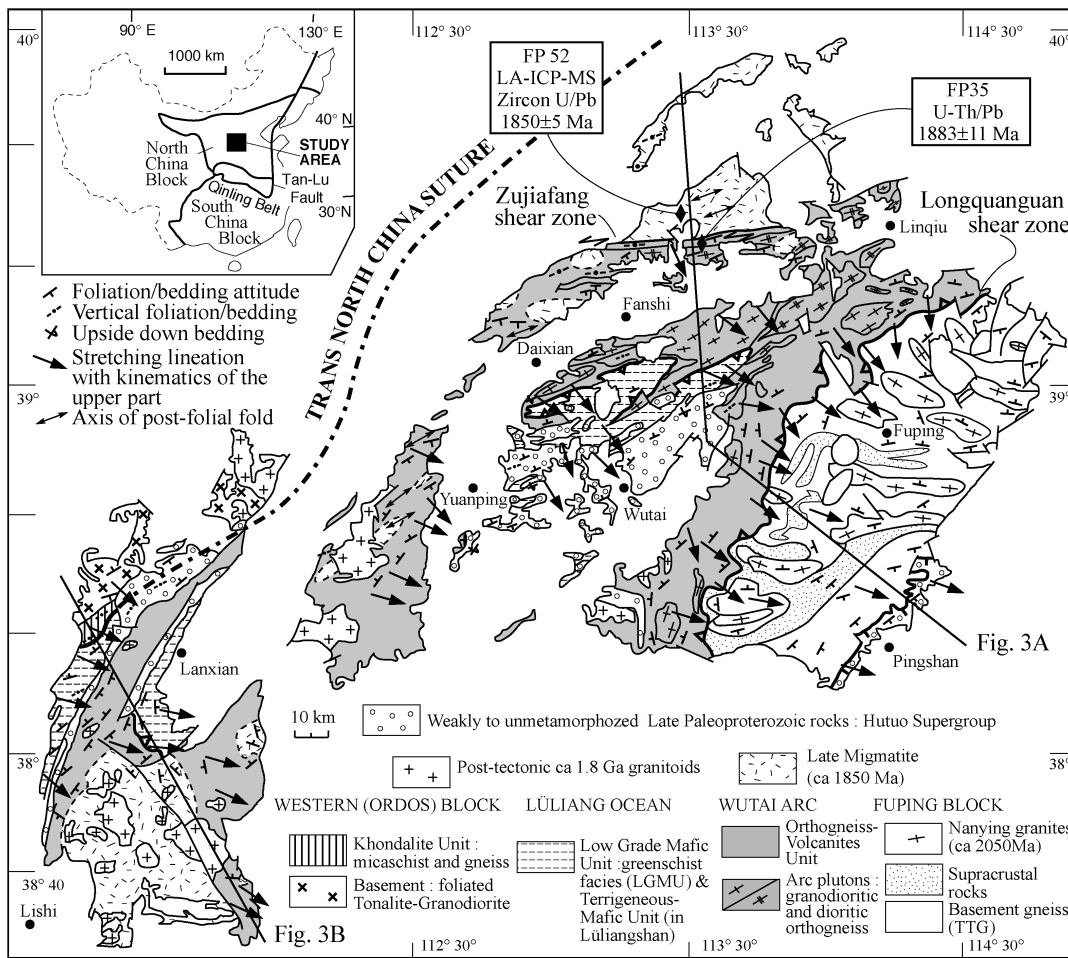 90° E
130° E
1000 km
40° N
North
China
Block
STUDY
AREA
Tan-Lu
Fault
Qinling Belt
30°N
South
China
Block
40°
112° 30'
113° 30'
114° 30'
40°
FP 52
LA-ICP-MS
Zircon U/Pb
1850±5 Ma
FP35
U-Th/Pb
1883±11 Ma
Zujiafang
shear zone
Longquanguan
shear zone
Linqiu
TRANS NORTH CHINA SUTURE
Foliation/bedding attitude
Vertical foliation/bedding
Upside down bedding
Stretching lineation
with kinematics of the
upper part
Axis of post-folial fold
Fanshi
Daixian
39°
39°
Fuping
Yuanping
Wutai
Lanxian
Pingshan
Fig. 3A
10 km
Weakly to unmetamorphozed Late Paleoproterozoic rocks : Hutuo Supergroup
38°
38°
Post-tectonic ca 1.8 Ga granitoids
Late Migmatite
(ca 1850 Ma)
WESTERN (ORDOS) BLOCK
Khondalite Unit :
micaschist and gneiss
Basement : foliated
Tonalite-Granodiorite
LÜLIANG OCEAN
Low Grade Mafic
Unit :greenschist
facies (LGMU) &
Terrigeneous-
Mafic Unit (in
Lüliangshan)
WUTAI ARC
Orthogneiss-
Volcanites
Unit
Arc plutons :
granodioritic
and dioritic
orthogneiss
FUPING BLOCK
Nanying granites
(ca 2050Ma)
Supracrustal
rocks
Basement gneiss
(TTG)
38° 40
Lishi
Fig. 3B
112° 30'
113° 30'
114° 30'